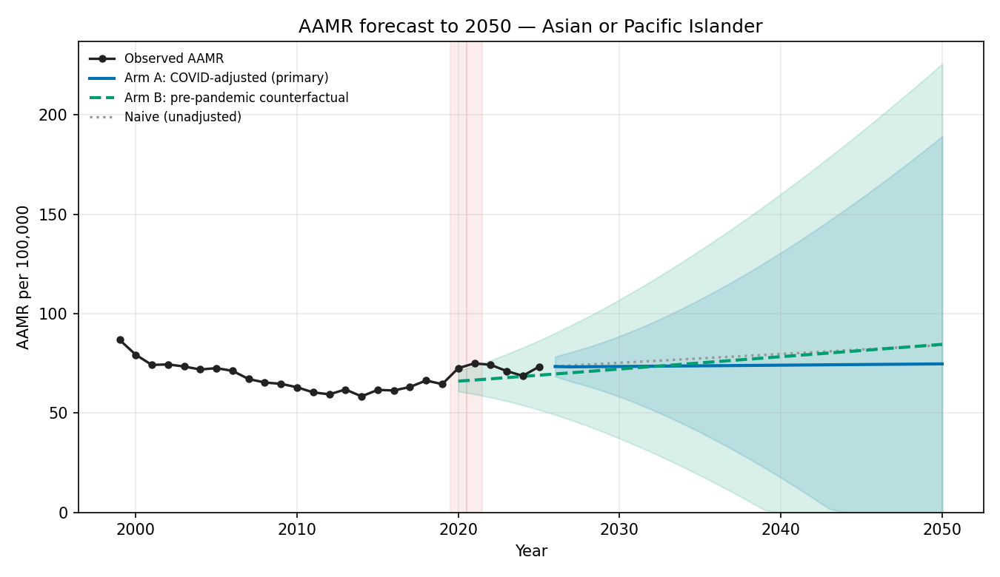 AAMR forecast to 2050 — Asian or Pacific Islander
Observed AAMR
Arm A: COVID-adjusted (primary)
Arm B: pre-pandemic counterfactual
Naive (unadjusted)
AAMR per 100,000
200
150
100
50
0
2000 2010 2020 2030 2040 2050
Year